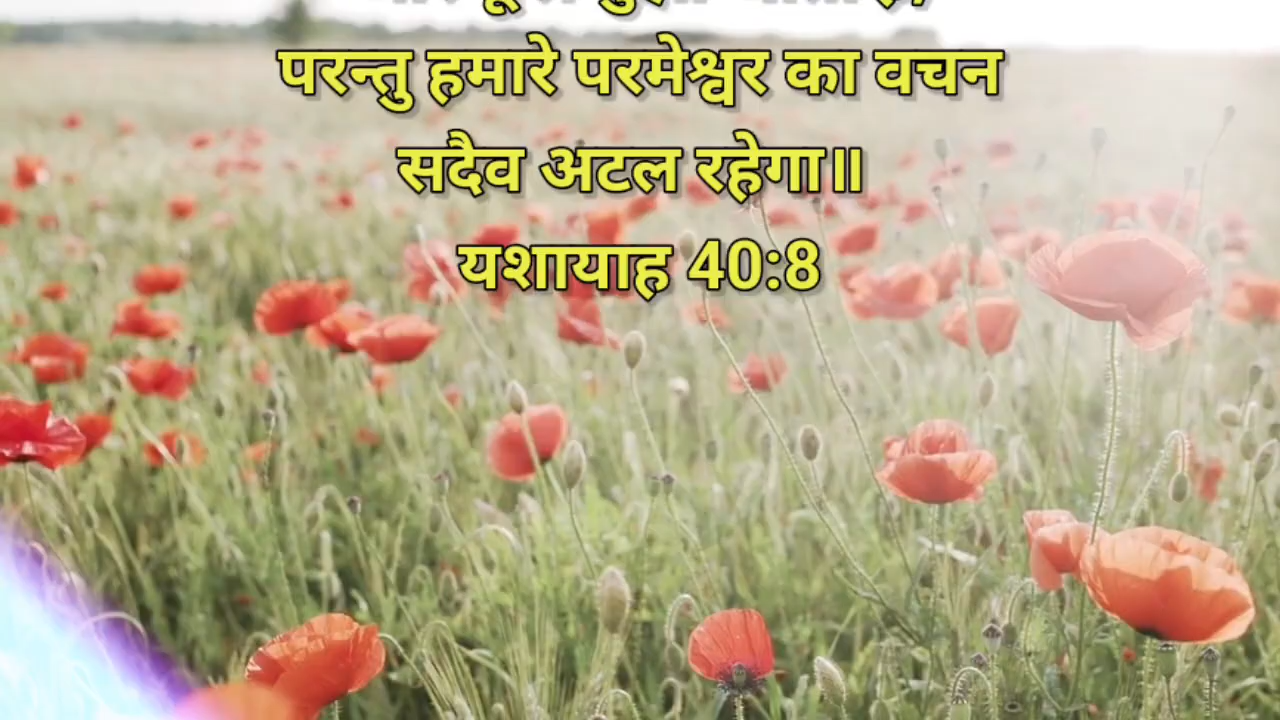 परन्तु हमारे परमेश्वर का वचन
सदैव अटल रहेगा॥
यशायाह 40:8